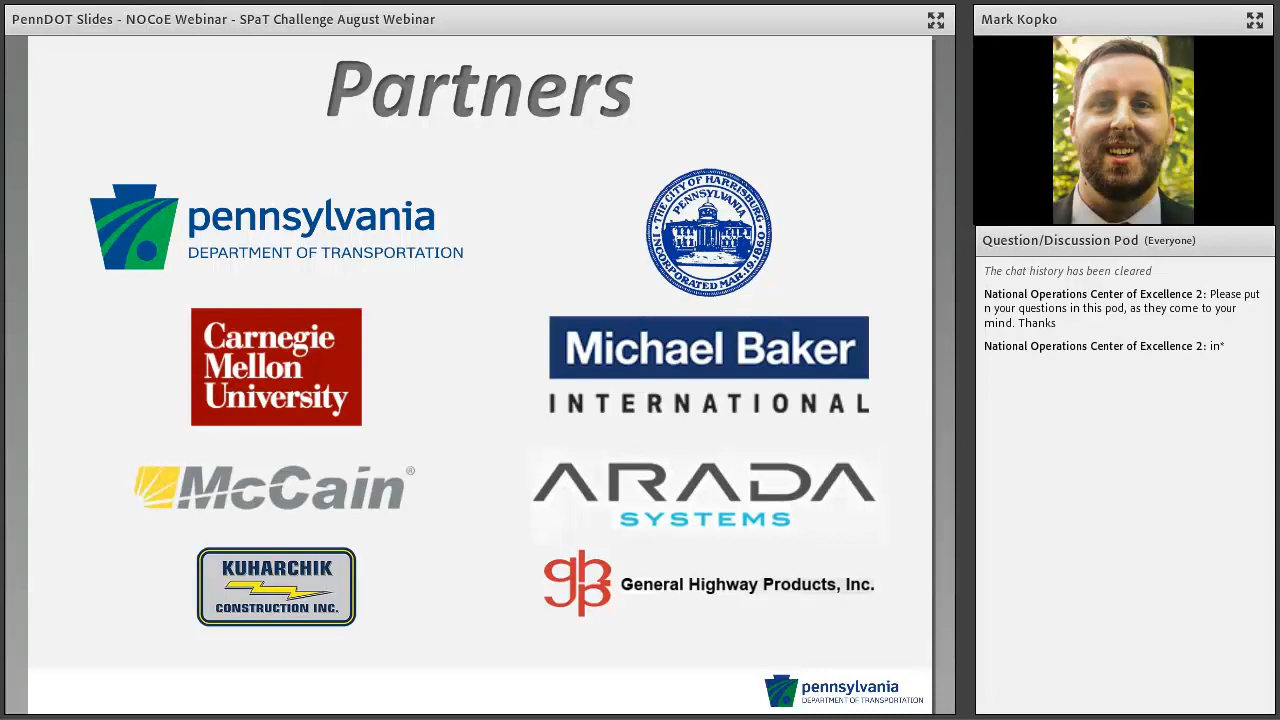 PennDOT Slides - NOCoE Webinar - SPaT Challenge August Webinar
Partners
pennsylvania
DEPARTMENT OF TRANSPORTATION
THE CITY OF HARRISBURG
PENNSYLVANIA
INCORPORATED MAR. 19, 1860
Carnegie
Mellon
University
Michael Baker
INTERNATIONAL
McCain®
ARADA
SYSTEMS
KUHARCHIK
CONSTRUCTION INC.
ghp
General Highway Products, Inc.
pennsylvania
DEPARTMENT OF TRANSPORTATION
Mark Kopko
Question/Discussion Pod (Everyone)
The chat history has been cleared
National Operations Center of Excellence 2: Please put
n your questions in this pod, as they come to your
mind. Thanks
National Operations Center of Excellence 2: in*